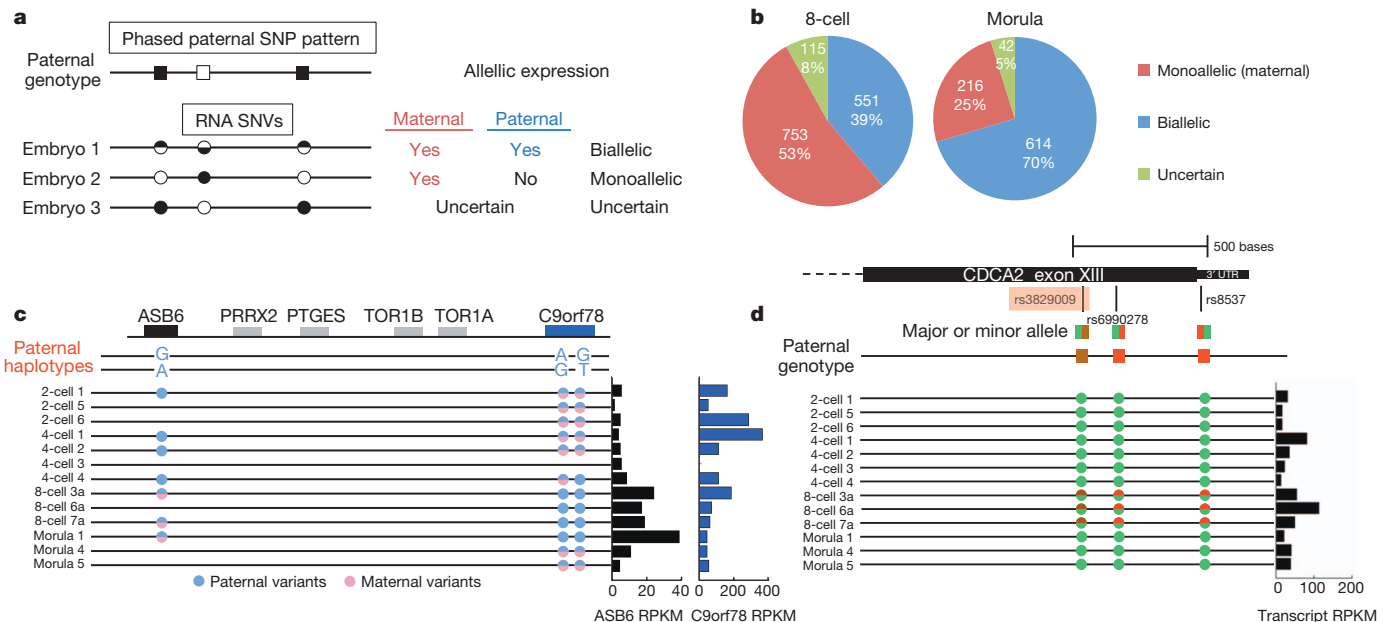 a
Phased paternal SNP pattern
Paternal
genotype
Allellic expression
RNA SNVs
Maternal Paternal
Embryo 1 Yes Yes Biallelic
Embryo 2 Yes No Monoallelic
Embryo 3 Uncertain Uncertain
b
8-cell
115
8%
551
39%
753
53%
Morula
42
5%
216
25%
614
70%
Monoallelic (maternal)
Biallelic
Uncertain
c
ASB6 PRRX2 PTGES TOR1B TOR1A C9orf78
Paternal
haplotypes
G A G
A G T
2-cell 1
2-cell 5
2-cell 6
4-cell 1
4-cell 2
4-cell 3
4-cell 4
8-cell 3a
8-cell 6a
8-cell 7a
Morula 1
Morula 4
Morula 5
Paternal variants Maternal variants
0 20 40
ASB6 RPKM
0 200 400
C9orf78 RPKM
d
500 bases
CDCA2 exon XIII
3' UTR
rs3829009
rs6990278
rs8537
Major or minor allele
Paternal
genotype
2-cell 1
2-cell 5
2-cell 6
4-cell 1
4-cell 2
4-cell 3
4-cell 4
8-cell 3a
8-cell 6a
8-cell 7a
Morula 1
Morula 4
Morula 5
0 100 200
Transcript RPKM